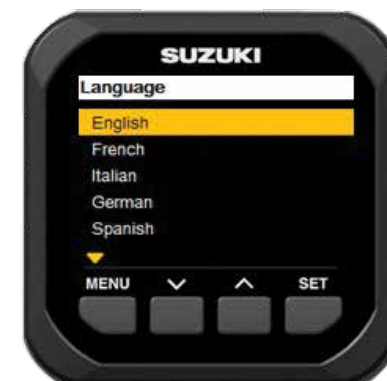 SUZUKI
Language
English
French
Italian
German
Spanish
MENU SET